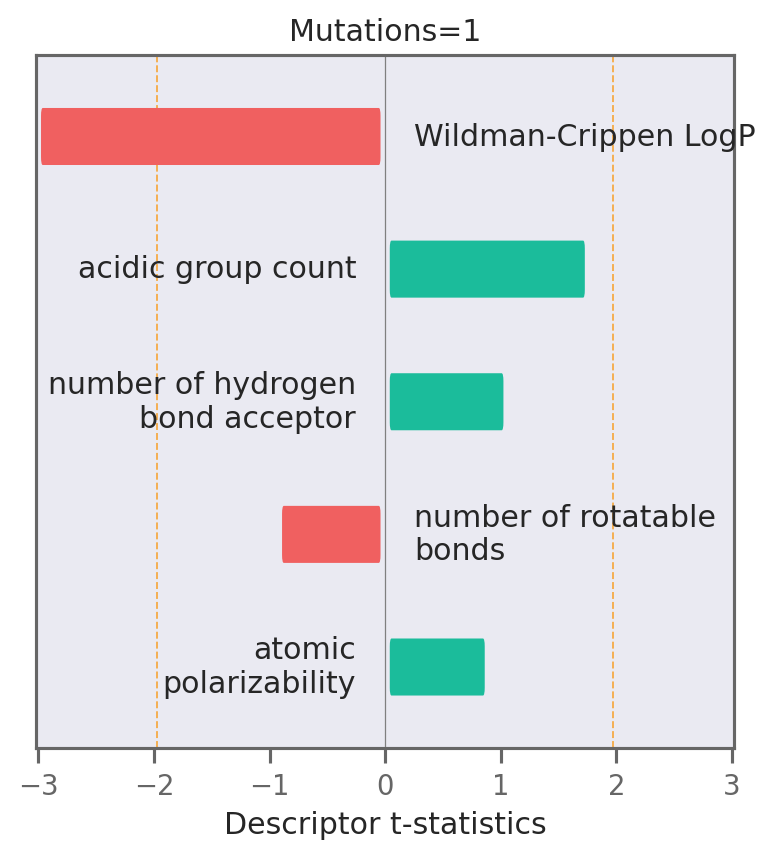 Mutations=1
Wildman-Crippen LogP
acidic group count
number of hydrogen
bond acceptor
number of rotatable
bonds
atomic
polarizability
−3 −2 −1 0 1 2 3
Descriptor t-statistics